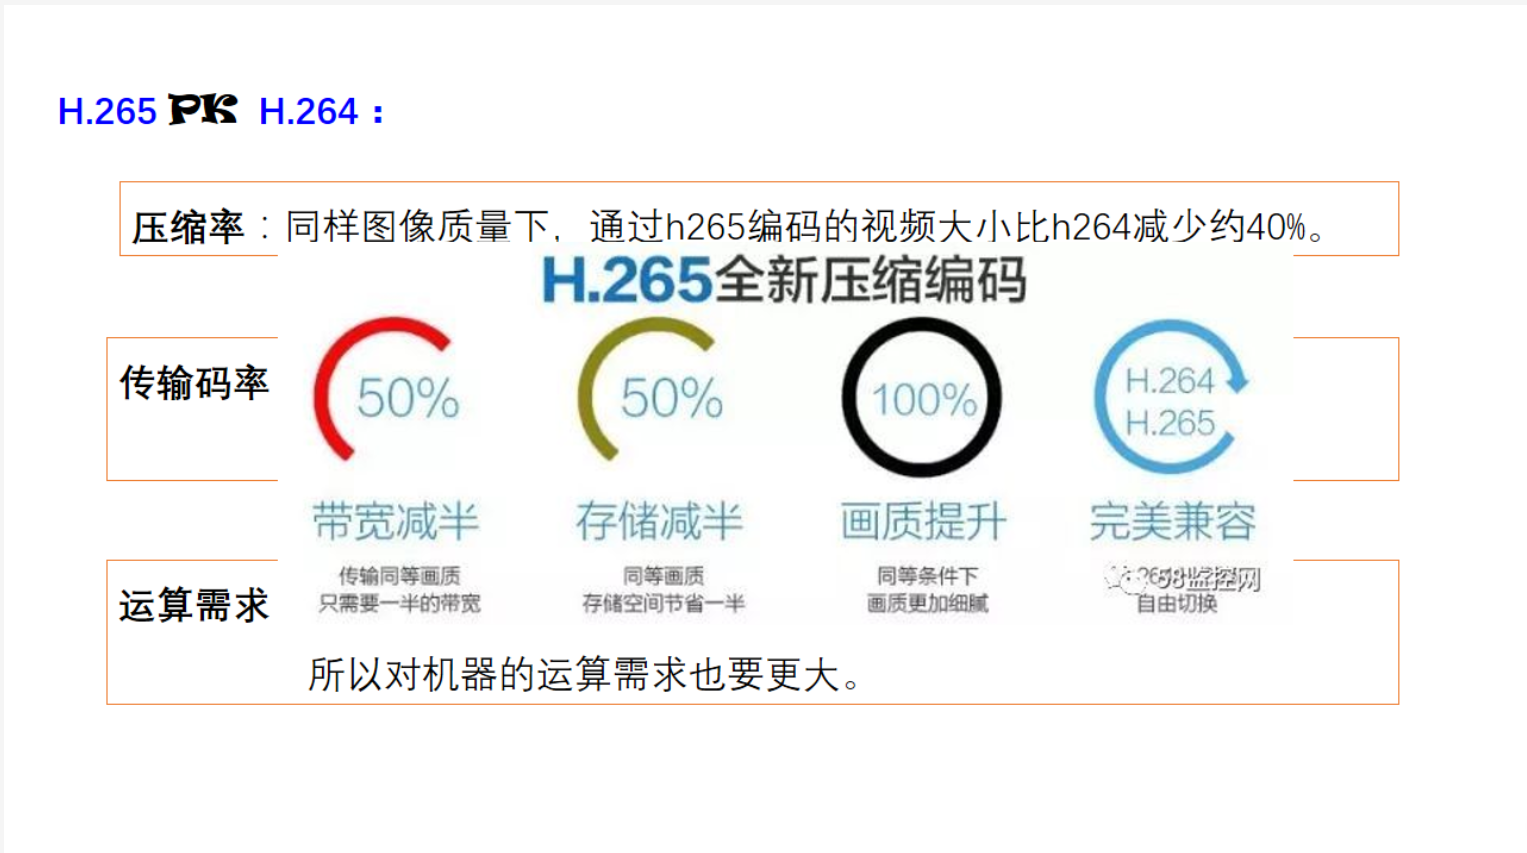 H.265 PK H.264：
压缩率：同样图像质量下，通过h265编码的视频大小比h264减少约40%。
H.265全新压缩编码
传输码率
50%
50%
100%
H.264
H.265
带宽减半
存储减半
画质提升
完美兼容
运算需求
传输同等画质
只需要一半的带宽
同等画质
存储空间节省一半
同等条件下
画质更加细腻
58监控网
自由切换
所以对机器的运算需求也要更大。